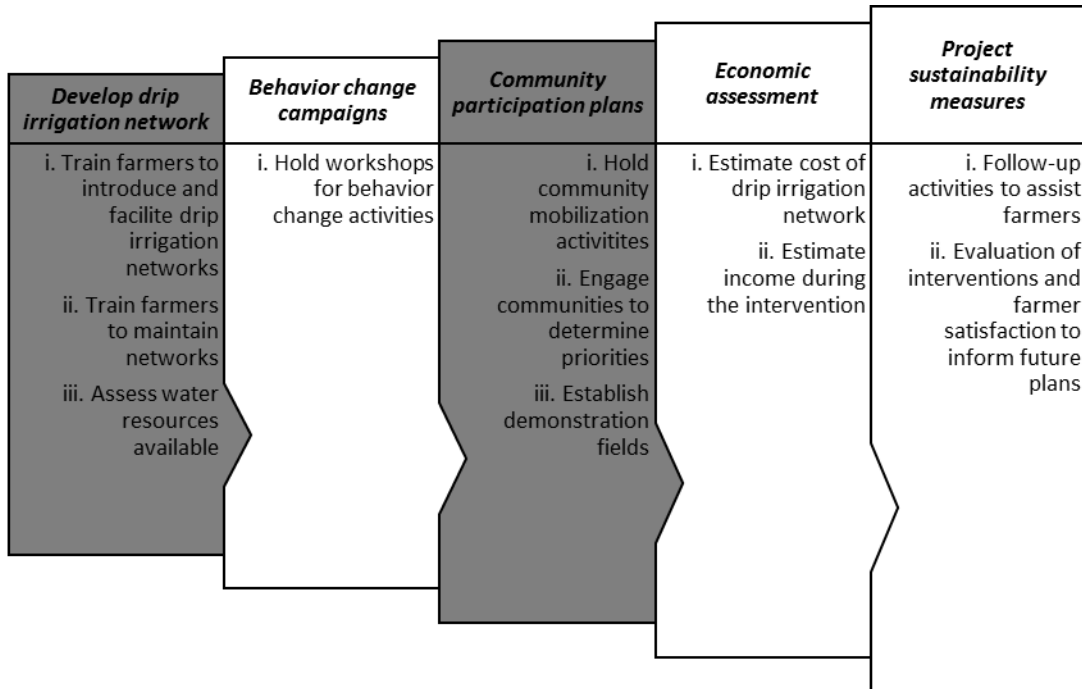 Develop drip
irrigation network
i. Train farmers to
introduce and
facilite drip
irrigation
networks
ii. Train farmers
to maintain
networks
iii. Assess water
resources
available
Behavior change
campaigns
i. Hold workshops
for behavior
change activities
Community
participation plans
i. Hold
community
mobilization
activitites
ii. Engage
communities to
determine
priorities
iii. Establish
demonstration
fields
Economic
assessment
i. Estimate cost of
drip irrigation
network
ii. Estimate
income during
the intervention
Project
sustainability
measures
i. Follow-up
activities to assist
farmers
ii. Evaluation of
interventions and
farmer
satisfaction to
inform future
plans